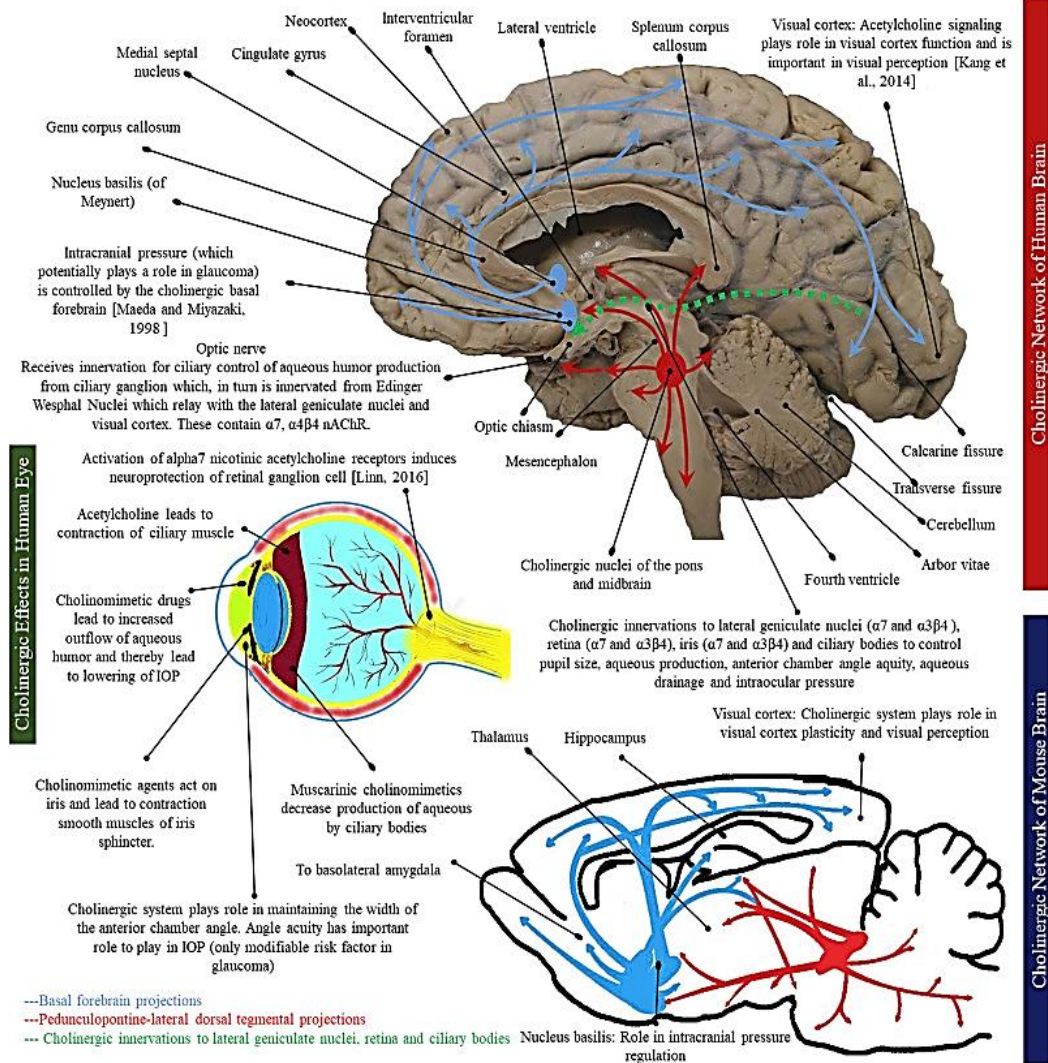 Neocortex
Interventricular
foramen
Lateral ventricle
Splenum corpus
callosum
Visual cortex: Acetylcholine signaling
plays role in visual cortex function and is
important in visual perception [Kang
et al., 2014]
Medial septal
nucleus
Cingulate gyrus
Genu corpus callosum
Nucleus basilis (of
Meynert)
Intracranial pressure (which
potentially plays a role in glaucoma)
is controlled by the cholinergic basal
forebrain [Maeda and Miyazaki,
1998 ]
Optic nerve
Receives innervation for ciliary control of aqueous humor production
from ciliary ganglion which, in turn is innervated from Edinger
Wesphal Nuclei which relay with the lateral geniculate nuclei and
visual cortex. These contain α7, α4β4 nAChR.
Optic chiasm
Mesencephalon
Calcarine fissure
Transverse fissure
Cerebellum
Arbor vitae
Fourth ventricle
Cholinergic nuclei of the pons
and midbrain
Cholinergic innervations to lateral geniculate nuclei (α7 and α3β4 ),
retina (α7 and α3β4), iris (α7 and α3β4) and ciliary bodies to control
pupil size, aqueous production, anterior chamber angle aquity, aqueous
drainage and intraocular pressure
Cholinergic Network of Human Brain
Activation of alpha7 nicotinic acetylcholine receptors induces
neuroprotection of retinal ganglion cell [Linn, 2016]
Acetylcholine leads to
contraction of ciliary muscle
Cholinomimetic drugs
lead to increased
outflow of aqueous
humor and thereby lead
to lowering of IOP
Cholinomimetic agents act on
iris and lead to contraction
smooth muscles of iris
sphincter.
Muscarinic cholinomimetics
decrease production of aqueous
by ciliary bodies
Cholinergic system plays role in maintaining the width of
the anterior chamber angle. Angle acuity has important
role to play in IOP (only modifiable risk factor in
glaucoma)
Cholinergic Effects in Human Eye
Visual cortex: Cholinergic system plays role in
visual cortex plasticity and visual perception
Thalamus
Hippocampus
To basolateral amygdala
Nucleus basilis: Role in intracranial pressure
regulation
Cholinergic Network of Mouse Brain
---Basal forebrain projections
---Pedunculopontine-lateral dorsal tegmental projections
--- Cholinergic innervations to lateral geniculate nuclei, retina and ciliary bodies